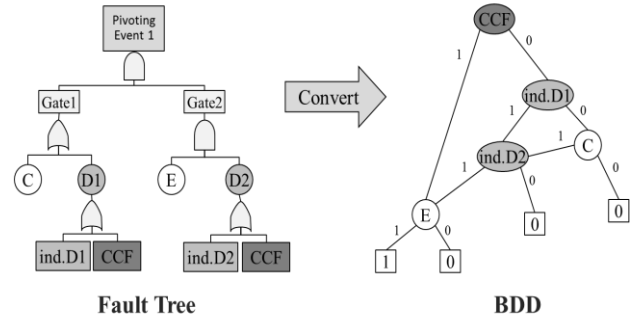 Pivoting
Event 1
Gate1
Gate2
C
D1
E
D2
ind.D1
CCF
ind.D2
CCF
Fault Tree
Convert
CCF
1
0
ind.D1
1
0
ind.D2
1
C
1
0
0
E
1
0
0
0
1
0
BDD